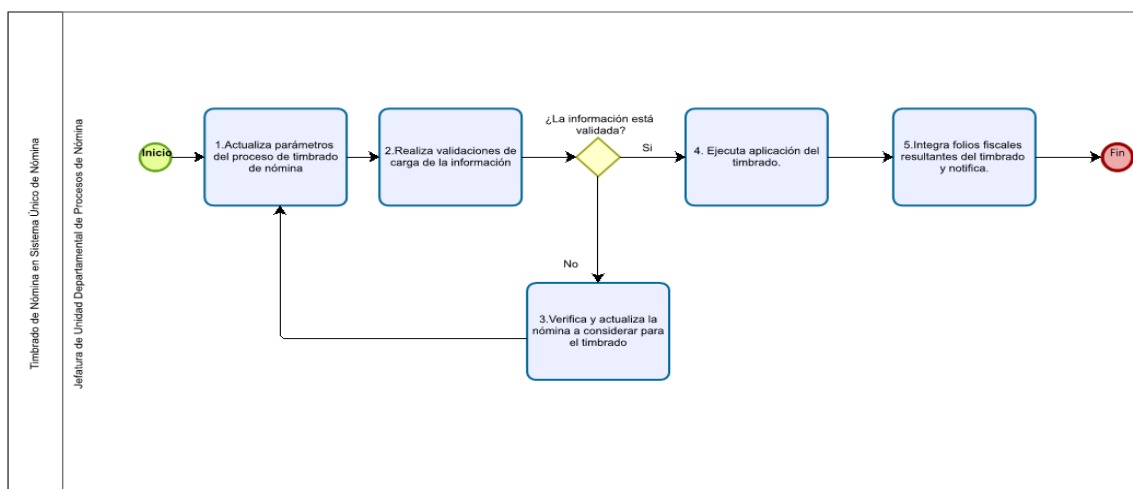 Timbrado de Nómina en Sistema Único de Nómina
Jefatura de Unidad Departamental de Procesos de Nómina
Inicio
1.Actualiza parámetros
del proceso de timbrado
de nómina
2.Realiza validaciones de
carga de la información
¿La información está
validada?
Si
No
3.Verifica y actualiza la
nómina a considerar para
el timbrado
4. Ejecuta aplicación del
timbrado.
5.Integra folios fiscales
resultantes del timbrado
y notifica.
Fin